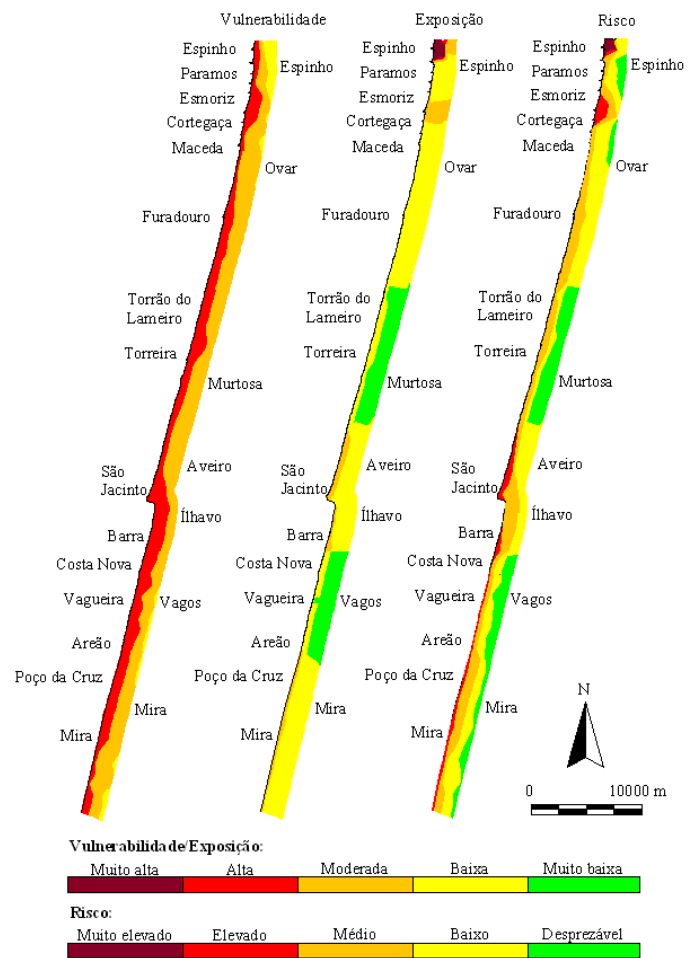 Vulnerabilidade
Espinho
Paramos
Espinho
Esmoriz
Cortegaça
Maceda
Ovar
Furadouro
Torrão do
Lameiro
Torreira
Murtosa
São
Jacinto
Aveiro
Ílhavo
Barra
Costa Nova
Vagueira
Vagos
Areão
Poço da Cruz
Mira
Mira
Exposição
Espinho
Paramos
Espinho
Esmoriz
Cortegaça
Maceda
Ovar
Furadouro
Torrão do
Lameiro
Torreira
Murtosa
São
Jacinto
Aveiro
Ílhavo
Barra
Costa Nova
Vagueira
Vagos
Areão
Poço da Cruz
Mira
Mira
Risco
Espinho
Paramos
Espinho
Esmoriz
Cortegaça
Maceda
Ovar
Furadouro
Torrão do
Lameiro
Torreira
Murtosa
São
Jacinto
Aveiro
Ílhavo
Barra
Costa Nova
Vagueira
Vagos
Areão
Poço da Cruz
Mira
Mira
N
0 10000 m
Vulnerabilidade/Exposição:
Muito alta Alta Moderada Baixa Muito baixa
Risco:
Muito elevado Elevado Médio Baixo Desprezável